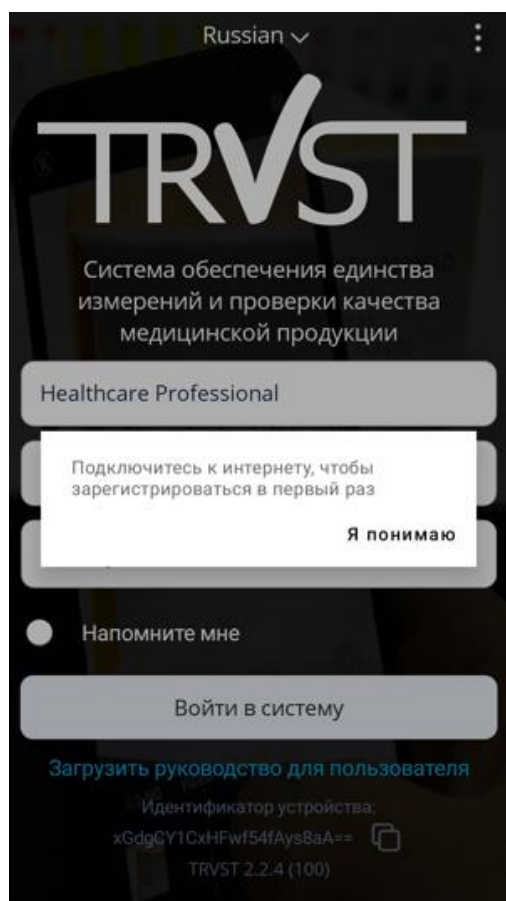 Russian
TRVST
Система обеспечения единства
измерений и проверки качества
медицинской продукции
Healthcare Professional
Подключитесь к интернету, чтобы
зарегистрироваться в первый раз
Я понимаю
Напомните мне
Войти в систему
Загрузить руководство для пользователя
Идентификатор устройства:
xGdgCY1CxHFwf54fAys8aA==
TRVST 2.2.4 (100)